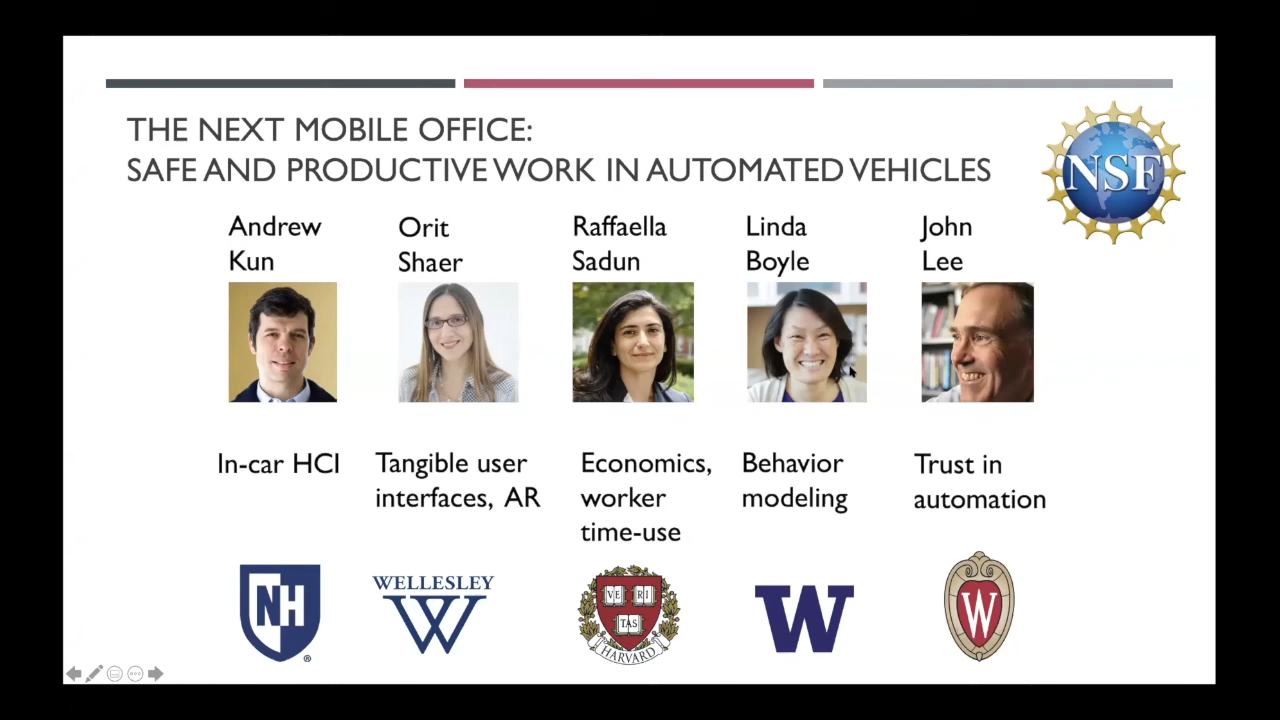 THE NEXT MOBILE OFFICE:
SAFE AND PRODUCTIVE WORK IN AUTOMATED VEHICLES
NSF
Andrew
Kun
Orit
Shaer
Raffaella
Sadun
Linda
Boyle
John
Lee
In-car HCI
Tangible user
interfaces, AR
Economics,
worker
time-use
Behavior
modeling
Trust in
automation
NH
®
WELLESLEY
W
VE RI
TAS
HARVARD
W
W